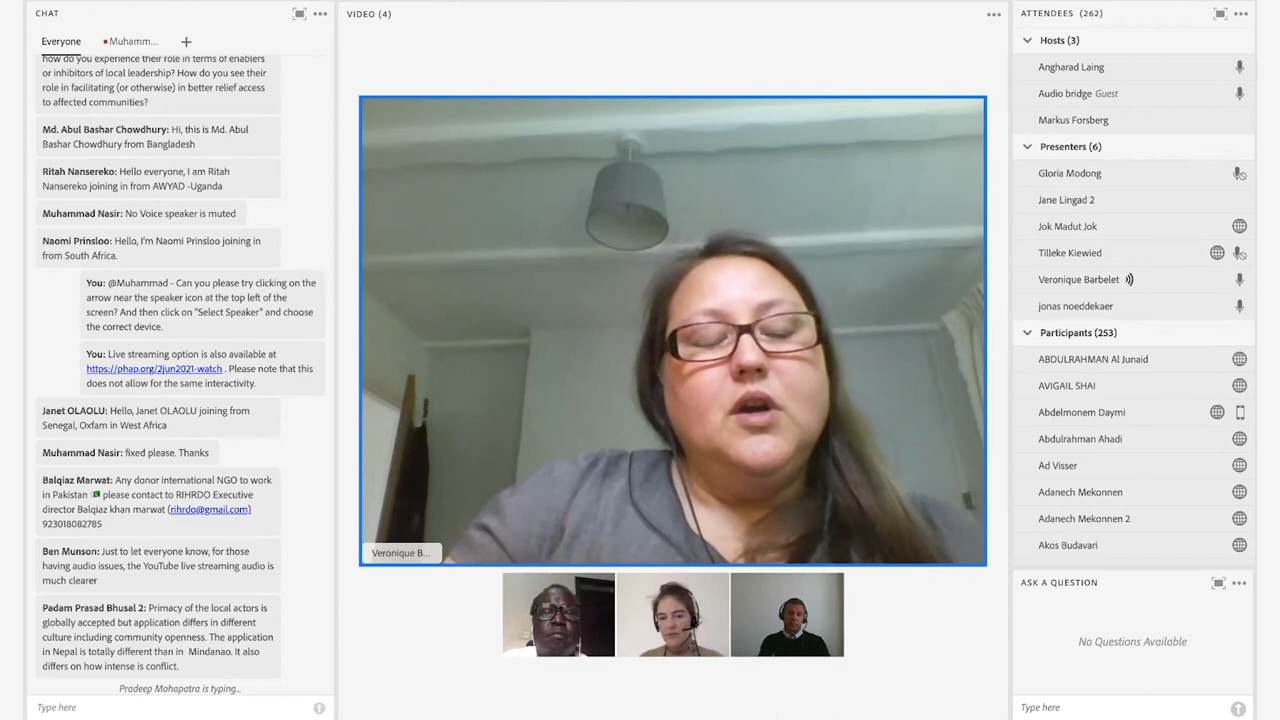 CHAT
Everyone
Muhamm...
how do you experience their role in terms of enablers
or inhibitors of local leadership? How do you see their
role in facilitating (or otherwise) in better relief access
to affected communities?
Md. Abul Bashar Chowdhury: Hi, this is Md. Abul
Bashar Chowdhury from Bangladesh
Ritah Nansereko: Hello everyone, I am Ritah
Nansereko joining in from AWYAD -Uganda
Muhammad Nasir: No Voice speaker is muted
Naomi Prinsloo: Hello, I'm Naomi Prinsloo joining in
from South Africa.
You: @Muhammad - Can you please try clicking on the
arrow near the speaker icon at the top left of the
screen? And then click on "Select Speaker" and choose
the correct device.
You: Live streaming option is also available at
https://phap.org/2jun2021-watch . Please note that this
does not allow for the same interactivity.
Janet OLAOLU: Hello, Janet OLAOLU joining from
Senegal, Oxfam in West Africa
Muhammad Nasir: fixed please. Thanks
Balqiaz Marwat: Any donor international NGO to work
in Pakistan 🇵🇰 please contact to RIHRDO Executive
director Balqiaz khan marwat (rihrdo@gmail.com)
923018082785
Ben Munson: Just to let everyone know, for those
having audio issues, the YouTube live streaming audio is
much clearer
Padam Prasad Bhusal 2: Primacy of the local actors is
globally accepted but application differs in different
culture including community openness. The application
in Nepal is totally different than in Mindanao. It also
differs on how intense is conflict.
Pradeep Mohapatra is typing...
Type here
VIDEO (4)
Veronique B...
ATTENDEES (262)
Hosts (3)
Angharad Laing
Audio bridge Guest
Markus Forsberg
Presenters (6)
Gloria Modong
Jane Lingad 2
Jok Madut Jok
Tilleke Kiewied
Veronique Barbelet
jonas noeddekaer
Participants (253)
ABDULRAHMAN Al Junaid
AVIGAIL SHAI
Abdelmonem Daymi
Abdulrahman Ahadi
Ad Visser
Adanech Mekonnen
Adanech Mekonnen 2
Akos Budavari
ASK A QUESTION
No Questions Available
Type here